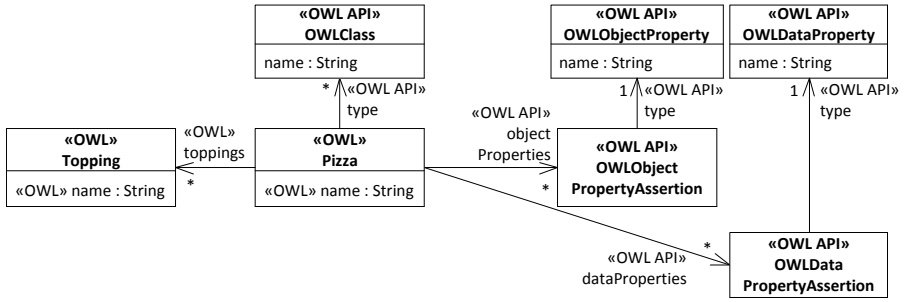 «OWL API»
OWLClass
name : String
«OWL API»
OWLObjectProperty
name : String
«OWL API»
OWLDataProperty
name : String
* «OWL API»
type
1 «OWL API»
type
1 «OWL API»
type
«OWL»
Topping
«OWL» name : String
«OWL»
toppings
*
«OWL»
Pizza
«OWL» name : String
«OWL API»
object
Properties
*
«OWL API»
OWLObject
PropertyAssertion
«OWL API»
dataProperties
*
«OWL API»
OWLData
PropertyAssertion